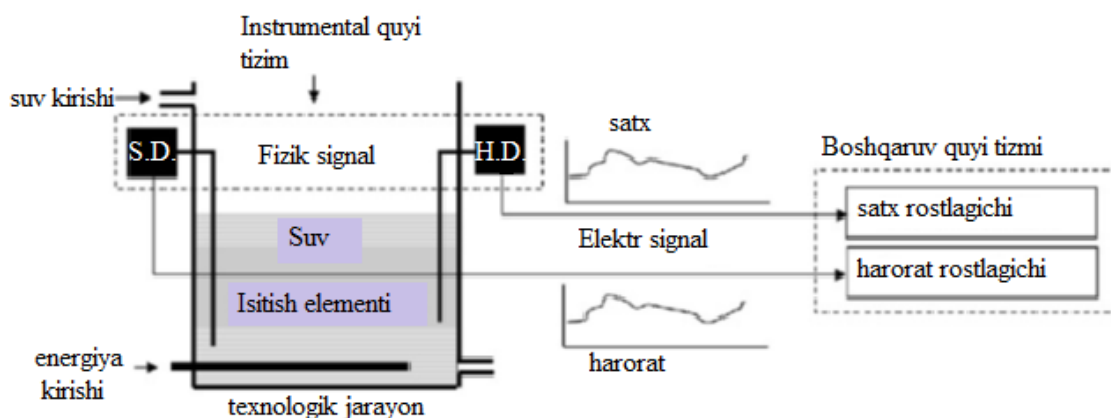 Instrumental quyi
tizim
suv kirishi
satx
S.D.
Fizik signal
H.D.
Boshqaruv quyi tizmi
satx rostlagichi
Suv
Elektr signal
harorat rostlagichi
Isitish elementi
energiya
kirishi
harorat
texnologik jarayon